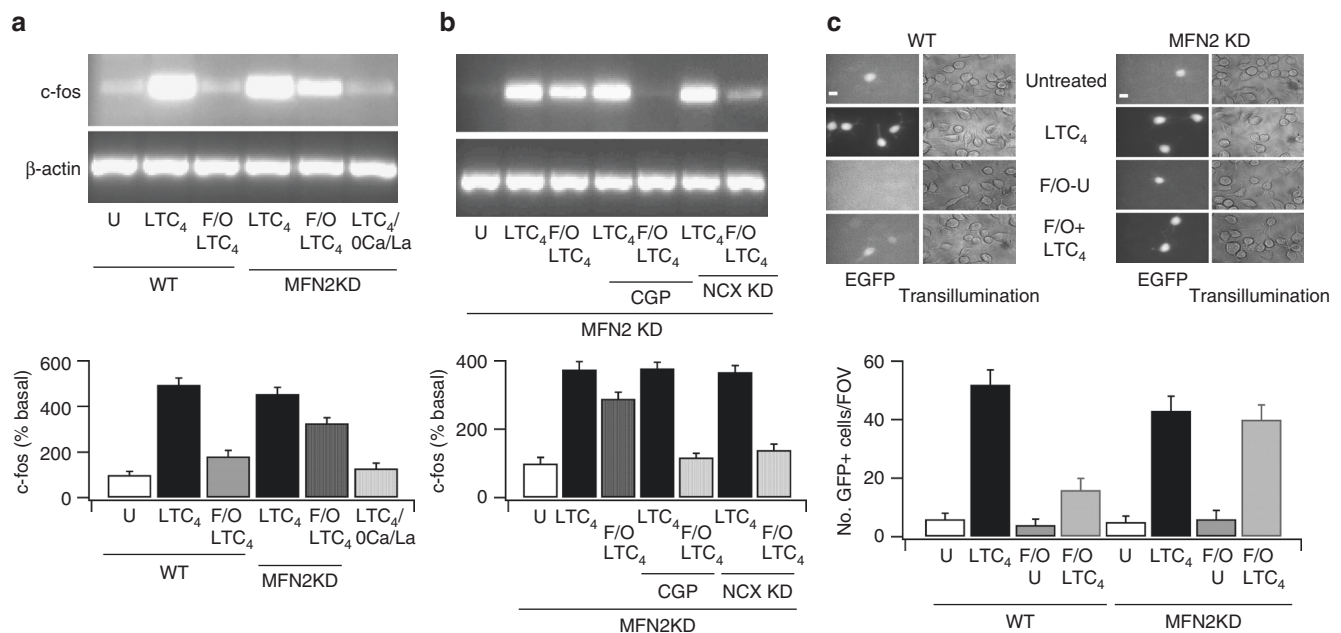 a
c-fos
β-actin
U LTC4 F/O LTC4 LTC4 F/O LTC4 LTC4/ 0Ca/La
WT MFN2KD
c-fos (% basal)
600
400
200
0
U LTC4 F/O LTC4 LTC4 F/O LTC4 LTC4/ 0Ca/La
WT MFN2KD
b
U LTC4 F/O LTC4 LTC4 F/O LTC4 LTC4 F/O LTC4
CGP NCX KD
MFN2 KD
c-fos (% basal)
400
200
0
U LTC4 F/O LTC4 LTC4 F/O LTC4 LTC4 F/O LTC4
CGP NCX KD
MFN2KD
c
WT MFN2 KD
Untreated
LTC4
F/O-U
F/O+
LTC4
EGFP Transillumination EGFP Transillumination
No. GFP+ cells/FOV
60
40
20
0
U LTC4 F/O U F/O LTC4 U LTC4 F/O U F/O LTC4
WT MFN2KD